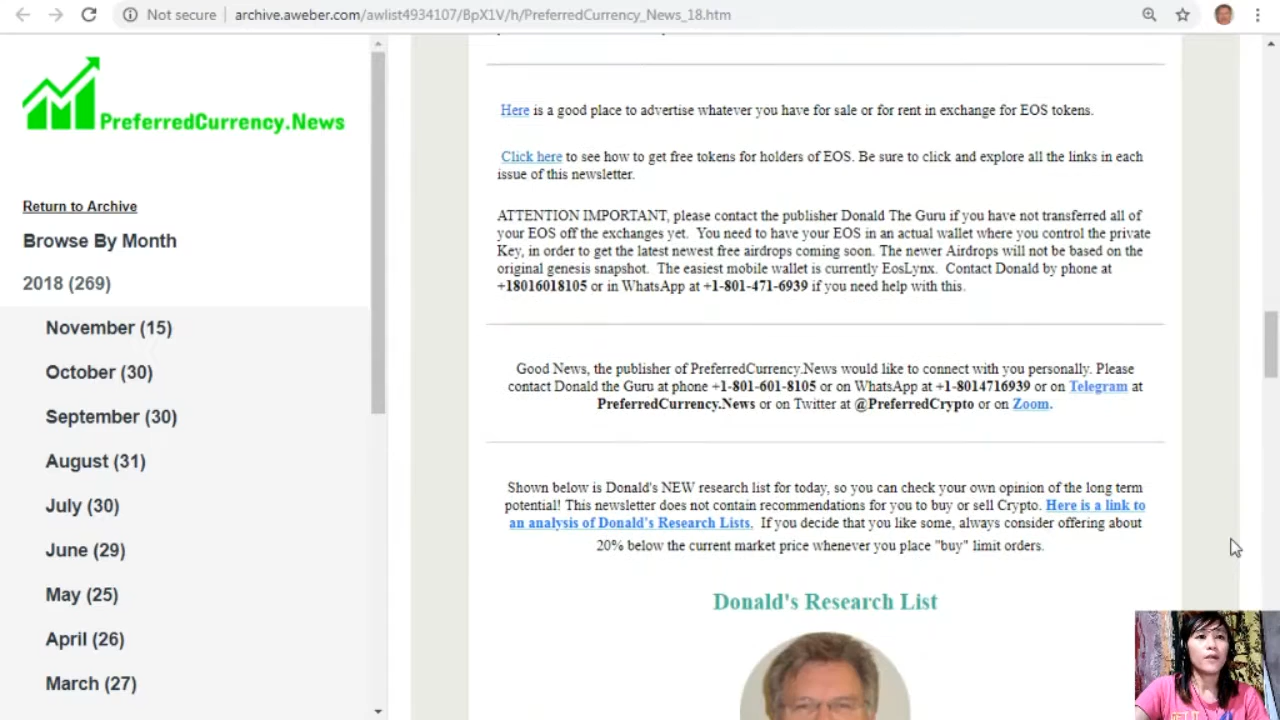 Not secure
archive.aweber.com/awlist4934107/BpX1V/h/PreferredCurrency_News_18.htm
PreferredCurrency.News
Return to Archive
Browse By Month
2018 (269)
November (15)
October (30)
September (30)
August (31)
July (30)
June (29)
May (25)
April (26)
March (27)
Here is a good place to advertise whatever you have for sale or for rent in exchange for EOS tokens.
Click here to see how to get free tokens for holders of EOS. Be sure to click and explore all the links in each
issue of this newsletter.
ATTENTION IMPORTANT, please contact the publisher Donald The Guru if you have not transferred all of
your EOS off the exchanges yet. You need to have your EOS in an actual wallet where you control the private
Key, in order to get the latest newest free airdrops coming soon. The newer Airdrops will not be based on the
original genesis snapshot. The easiest mobile wallet is currently EosLynx. Contact Donald by phone at
+18016018105 or in WhatsApp at +1-801-471-6939 if you need help with this.
Good News, the publisher of PreferredCurrency.News would like to connect with you personally. Please
contact Donald the Guru at phone +1-801-601-8105 or on WhatsApp at +1-8014716939 or on Telegram at
PreferredCurrency.News or on Twitter at @PreferredCrypto or on Zoom.
Shown below is Donald's NEW research list for today, so you can check your own opinion of the long term
potential! This newsletter does not contain recommendations for you to buy or sell Crypto. Here is a link to
an analysis of Donald's Research Lists. If you decide that you like some, always consider offering about
20% below the current market price whenever you place "buy" limit orders.
Donald's Research List